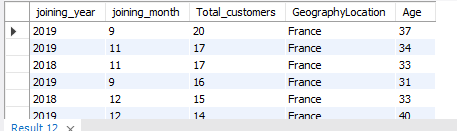 joining_year joining_month Total_customers GeographyLocation Age
2019 9 20 France 37
2019 11 17 France 34
2018 11 17 France 33
2019 9 16 France 31
2018 12 15 France 33
2019 12 14 France 40
Result 12 ×